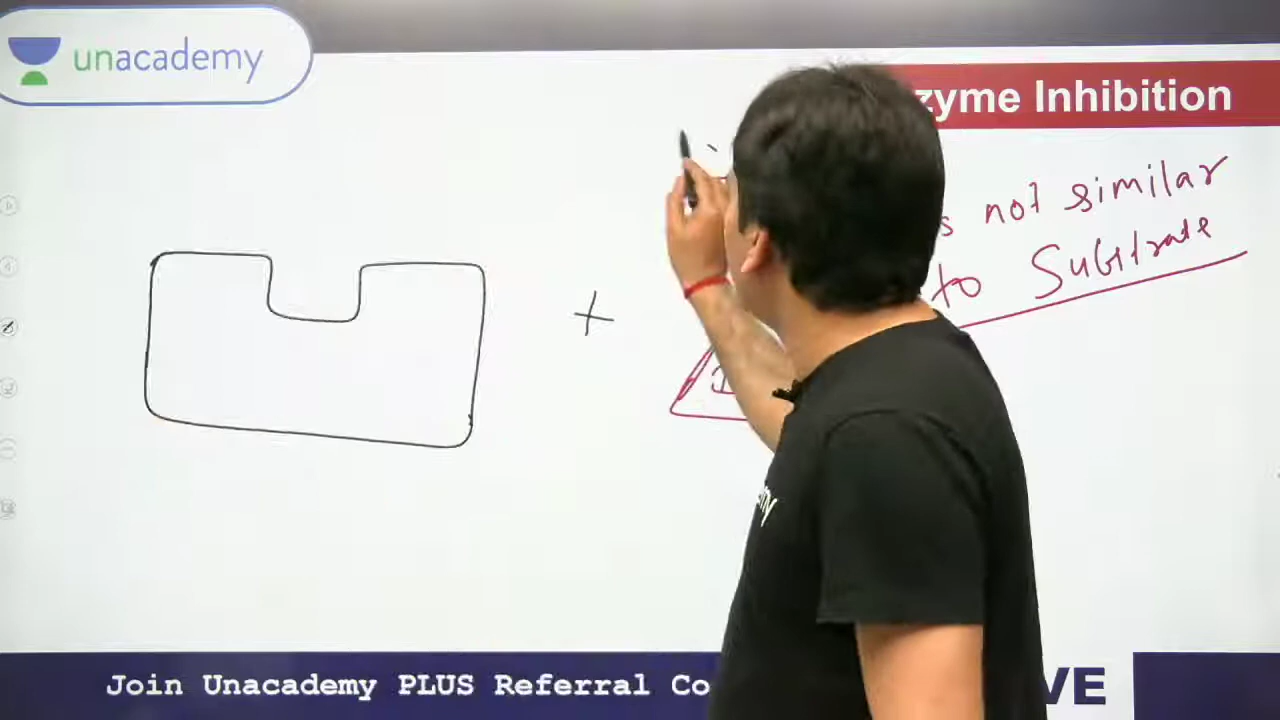 unacademy
zyme Inhibition
s not similar
to Substrate
+
I
Join Unacademy PLUS Referral Co
VE